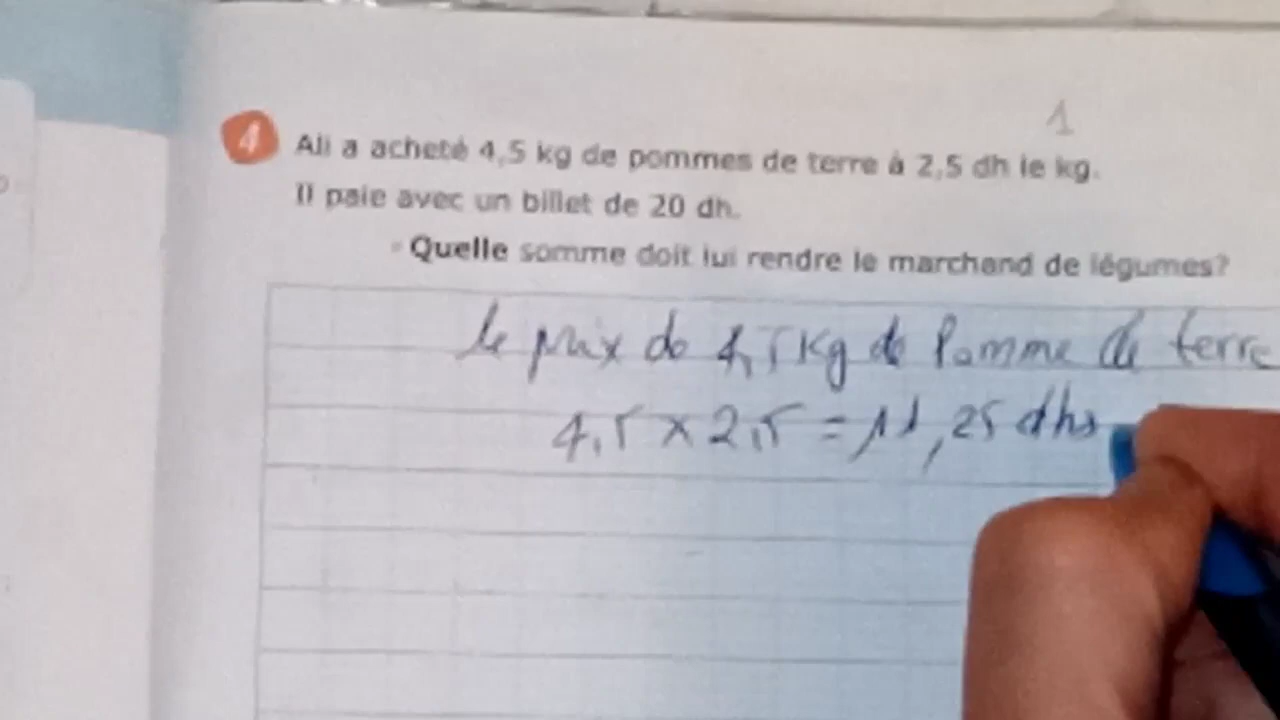 1
4 Ali a acheté 4,5 kg de pommes de terre à 2,5 dh le kg.
Il paie avec un billet de 20 dh.
Quelle somme doit lui rendre le marchand de légumes?
le prix de 4,5 Kg de Pomme de terre
4,5 × 2,5 = 11,25 dhs